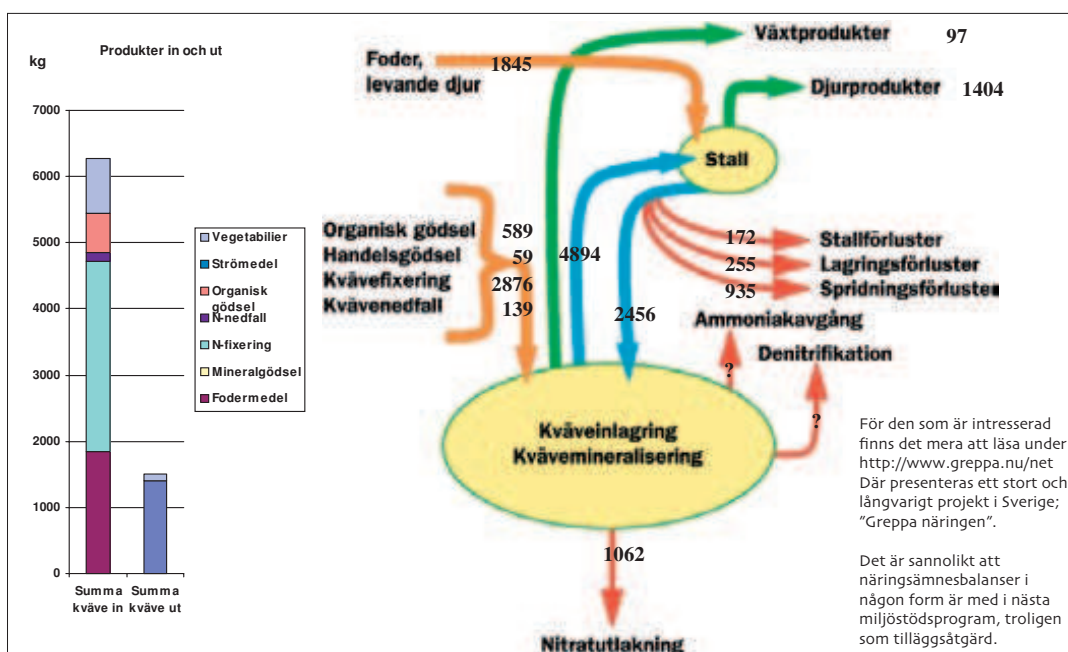 Produkter in och ut
kg
7000
6000
5000
4000
3000
2000
1000
0
Summa
kväve in
Summa
kväve ut
Vegetabilier
Strömedel
Organisk
gödsel
N-nedfall
N-fixering
Mineralgödsel
Fodermedel
Växtprodukter 97
Foder,
levande djur
1845
Djurprodukter 1404
Stall
Organisk gödsel 589
Handelsgödsel 59
Kvävefixering 2876
Kvävenedfall 139
4894
2456
172 Stallförluster
255 Lagringsförluster
935 Spridningsförluster
Ammoniakavgång
?
Denitrifikation
?
Kväveinlagring
Kvävemineralisering
1062
Nitratutlakning
För den som är intresserad
finns det mera att läsa under
http://www.greppa.nu/net
Där presenteras ett stort och
långvarigt projekt i Sverige;
”Greppa näringen”.
Det är sannolikt att
näringsämnesbalanser i
någon form är med i nästa
miljöstödsprogram, troligen
som tilläggsåtgärd.